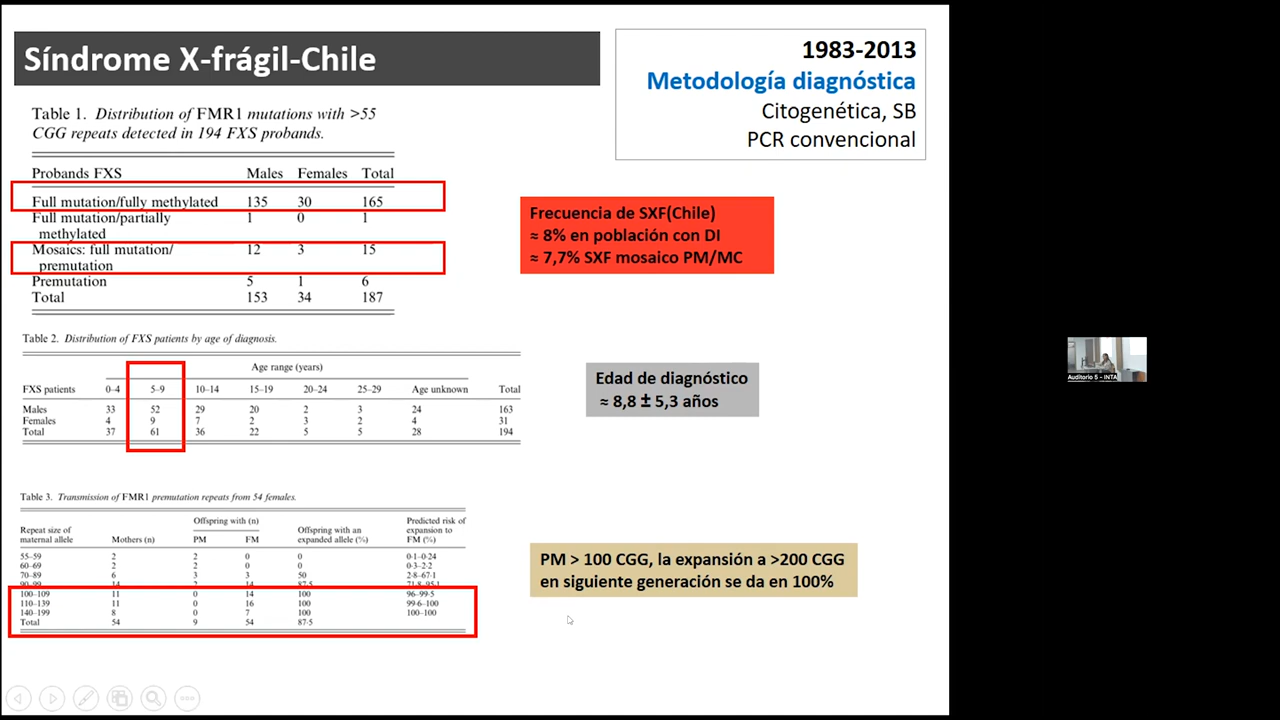 Síndrome X-frágil-Chile
1983-2013
Metodología diagnóstica
Citogenética, SB
PCR convencional
Table 1. Distribution of FMR1 mutations with >55
CGG repeats detected in 194 FXS probands.
Probands FXS Males Females Total
Full mutation/fully methylated 135 30 165
Full mutation/partially 1 0 1
methylated
Mosaics: full mutation/ 12 3 15
premutation
Premutation 5 1 6
Total 153 34 187
Frecuencia de SXF(Chile)
≈ 8% en población con DI
≈ 7,7% SXF mosaico PM/MC
Table 2. Distribution of FXS patients by age of diagnosis.
Age range (years)
FXS patients 0–4 5–9 10–14 15–19 20–24 25–29 Age unknown Total
Males 33 52 29 20 2 3 24 163
Females 4 9 7 2 3 2 4 31
Total 37 61 36 22 5 5 28 194
Edad de diagnóstico
≈ 8,8 ± 5,3 años
Table 3. Transmission of FMR1 premutation repeats from 54 females.
Repeat size of
maternal allele
Mothers (n)
Offspring with (n)
PM FM
Offspring with an
expanded allele (%)
Predicted risk of
expansion to
FM (%)
55–59 2 2 0 0 0·1–0·24
60–69 2 2 0 0 0·3–2·2
70–89 6 3 3 50 2·8–67·1
90–99 14 2 14 87·5 71·8–95·1
100–109 11 0 14 100 96–99·5
110–139 11 0 16 100 99·6–100
140–199 8 0 7 100 100–100
Total 54 9 54 87·5
PM > 100 CGG, la expansión a >200 CGG
en siguiente generación se da en 100%
Auditorio 5 - INTA